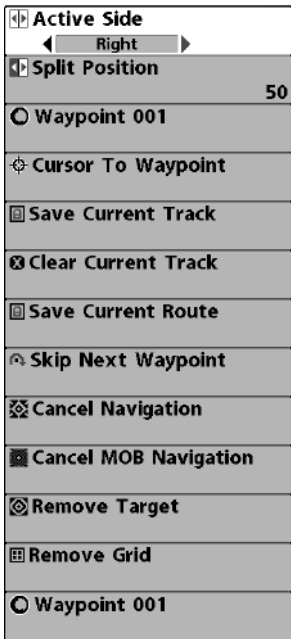 Active Side
Right
Split Position
50
Waypoint 001
Cursor To Waypoint
Save Current Track
Clear Current Track
Save Current Route
Skip Next Waypoint
Cancel Navigation
Cancel MOB Navigation
Remove Target
Remove Grid
Waypoint 001